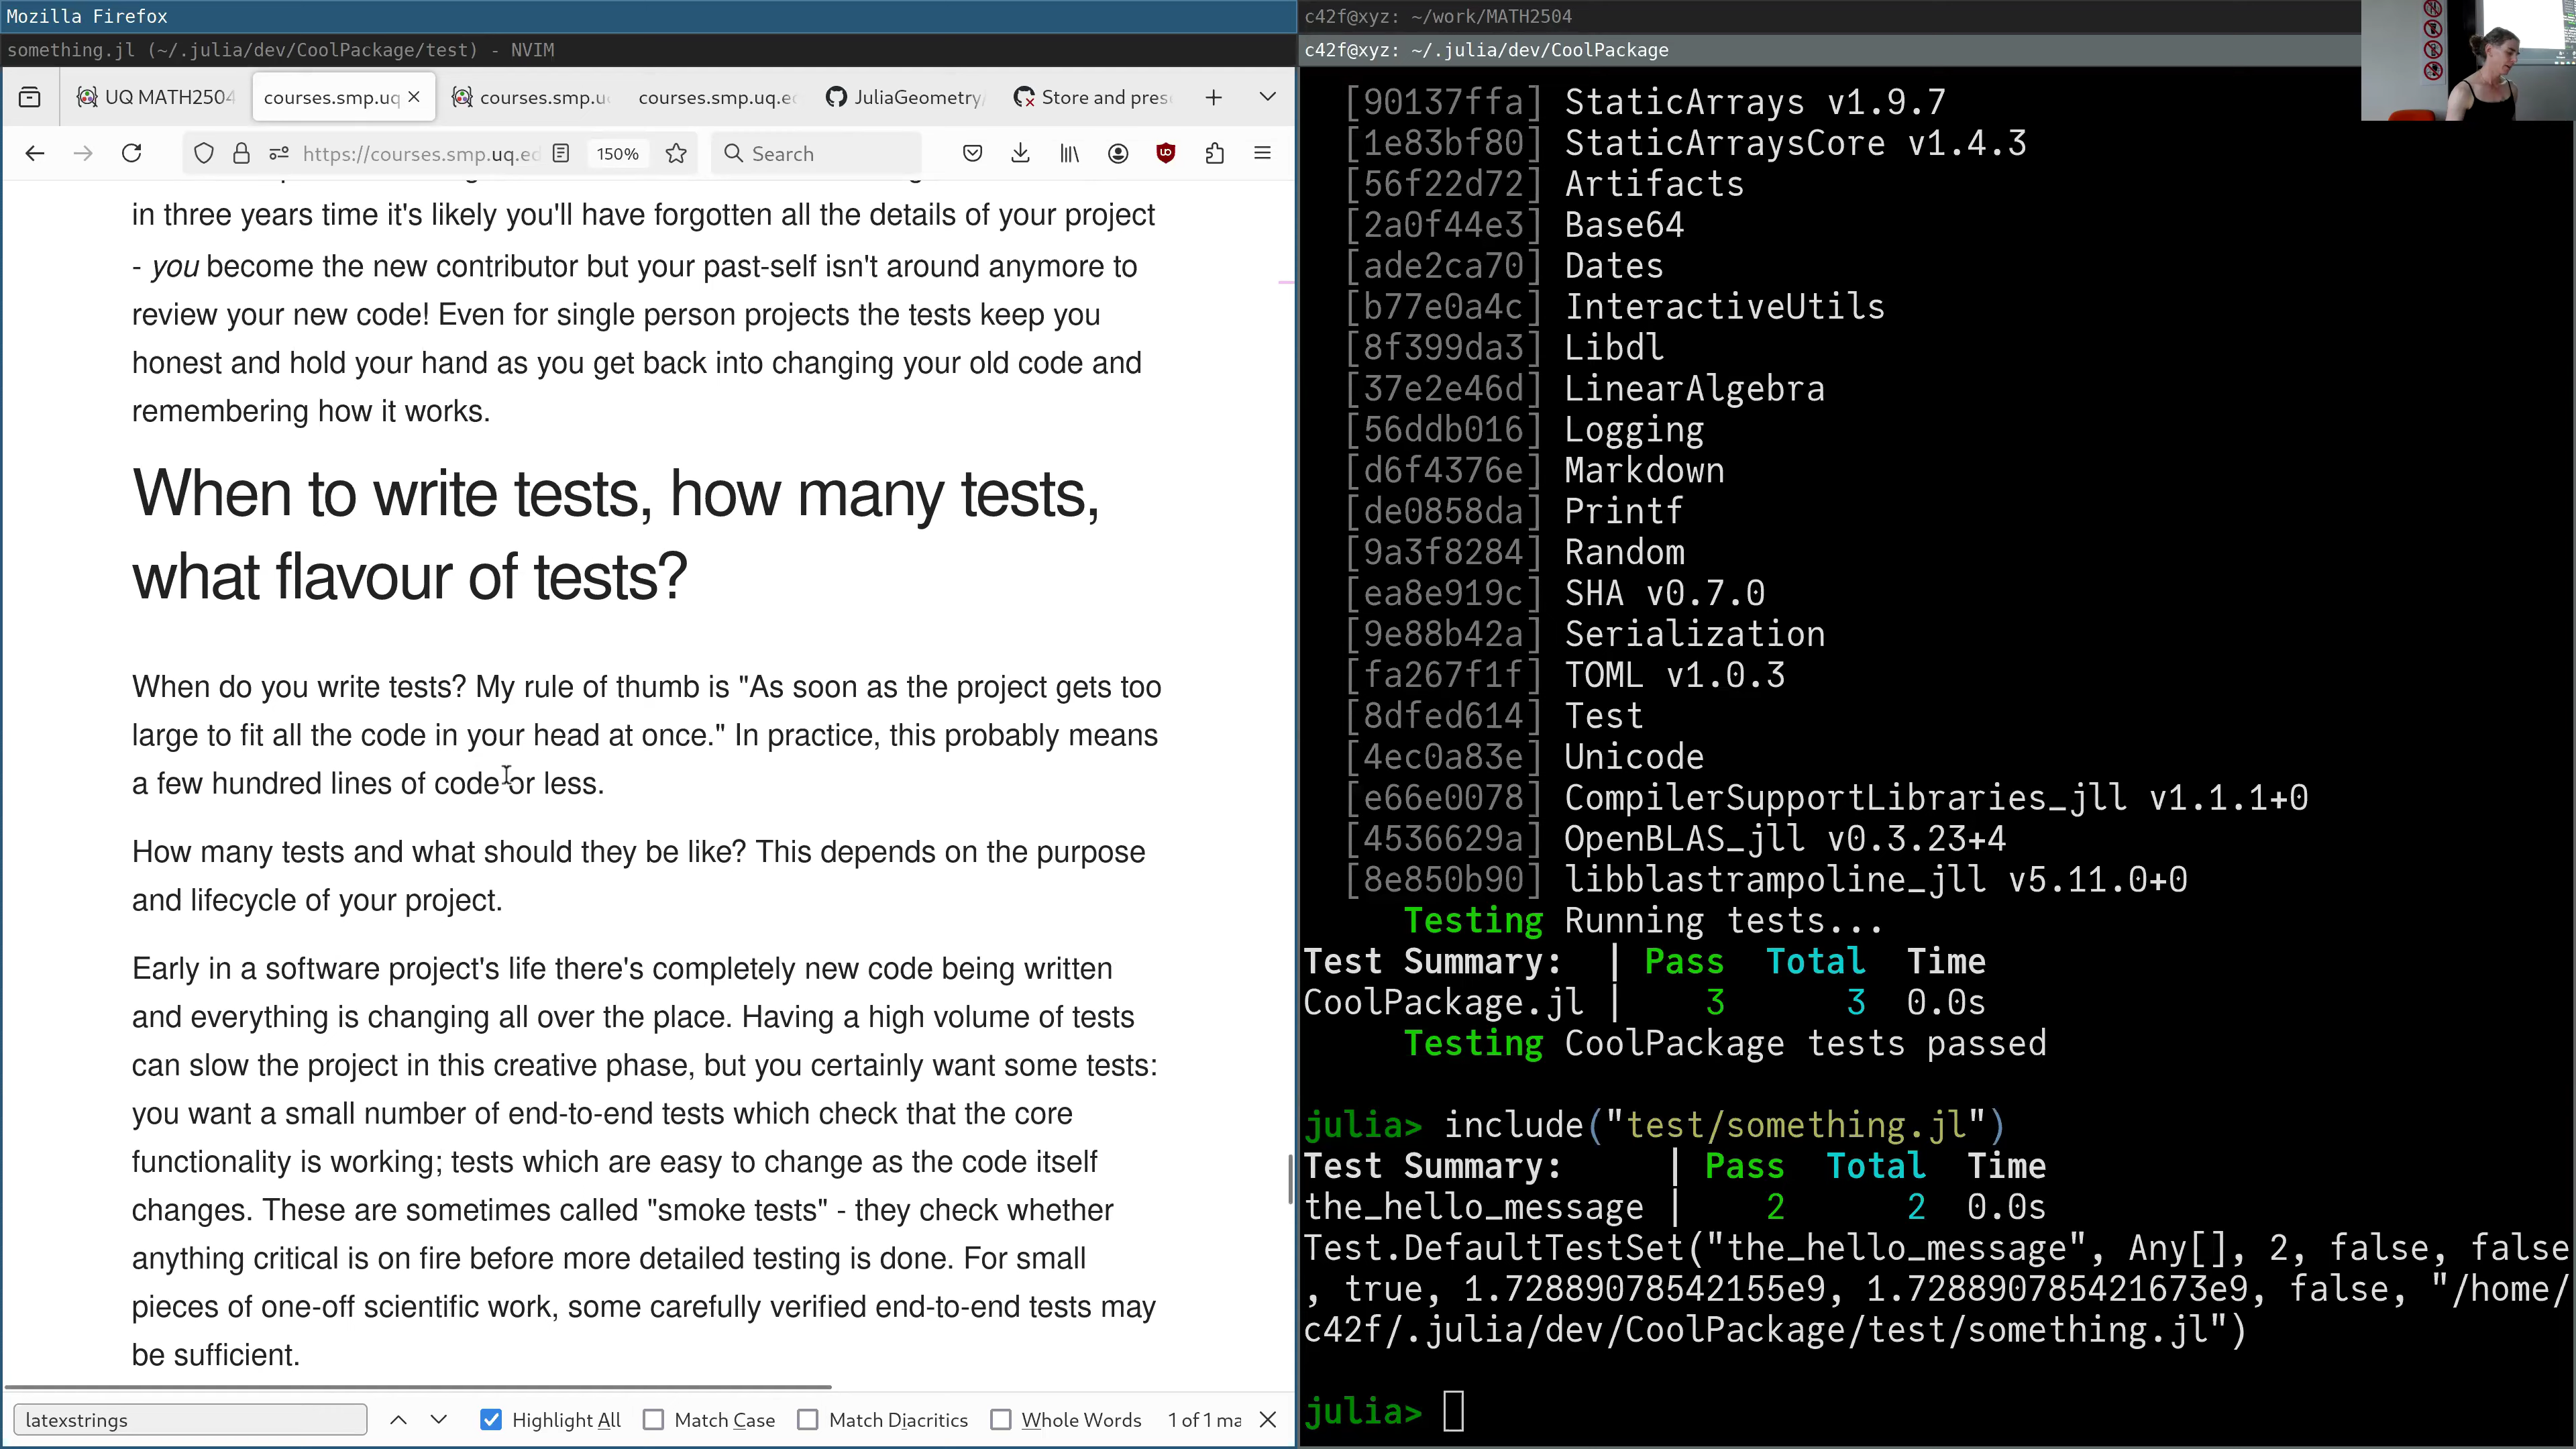 Mozilla Firefox
something.jl (~/.julia/dev/CoolPackage/test) - NVIM
UQ MATH2504
courses.smp.uq
courses.smp.u
courses.smp.uq.e
JuliaGeometry
Store and pres
https://courses.smp.uq.ed
150%
Search
in three years time it's likely you'll have forgotten all the details of your project
- you become the new contributor but your past-self isn't around anymore to
review your new code! Even for single person projects the tests keep you
honest and hold your hand as you get back into changing your old code and
remembering how it works.
When to write tests, how many tests,
what flavour of tests?
When do you write tests? My rule of thumb is "As soon as the project gets too
large to fit all the code in your head at once." In practice, this probably means
a few hundred lines of code or less.
How many tests and what should they be like? This depends on the purpose
and lifecycle of your project.
Early in a software project's life there's completely new code being written
and everything is changing all over the place. Having a high volume of tests
can slow the project in this creative phase, but you certainly want some tests:
you want a small number of end-to-end tests which check that the core
functionality is working; tests which are easy to change as the code itself
changes. These are sometimes called "smoke tests" - they check whether
anything critical is on fire before more detailed testing is done. For small
pieces of one-off scientific work, some carefully verified end-to-end tests may
be sufficient.
latexstrings
Highlight All
Match Case
Match Diacritics
Whole Words
1 of 1 ma
c42f@xyz: ~/work/MATH2504
c42f@xyz: ~/.julia/dev/CoolPackage
[90137ffa] StaticArrays v1.9.7
[1e83bf80] StaticArraysCore v1.4.3
[56f22d72] Artifacts
[2a0f44e3] Base64
[ade2ca70] Dates
[b77e0a4c] InteractiveUtils
[8f399da3] Libdl
[37e2e46d] LinearAlgebra
[56ddb016] Logging
[d6f4376e] Markdown
[de0858da] Printf
[9a3f8284] Random
[ea8e919c] SHA v0.7.0
[9e88b42a] Serialization
[fa267f1f] TOML v1.0.3
[8dfed614] Test
[4ec0a83e] Unicode
[e66e0078] CompilerSupportLibraries_jll v1.1.1+0
[4536629a] OpenBLAS_jll v0.3.23+4
[8e850b90] libblastrampoline_jll v5.11.0+0
Testing Running tests...
Test Summary: | Pass Total Time
CoolPackage.jl | 3 3 0.0s
Testing CoolPackage tests passed
julia> include("test/something.jl")
Test Summary: | Pass Total Time
the_hello_message | 2 2 0.0s
Test.DefaultTestSet("the_hello_message", Any[], 2, false, false
, true, 1.72889078542155e9, 1.728890785421673e9, false, "/home/
c42f/.julia/dev/CoolPackage/test/something.jl")
julia>